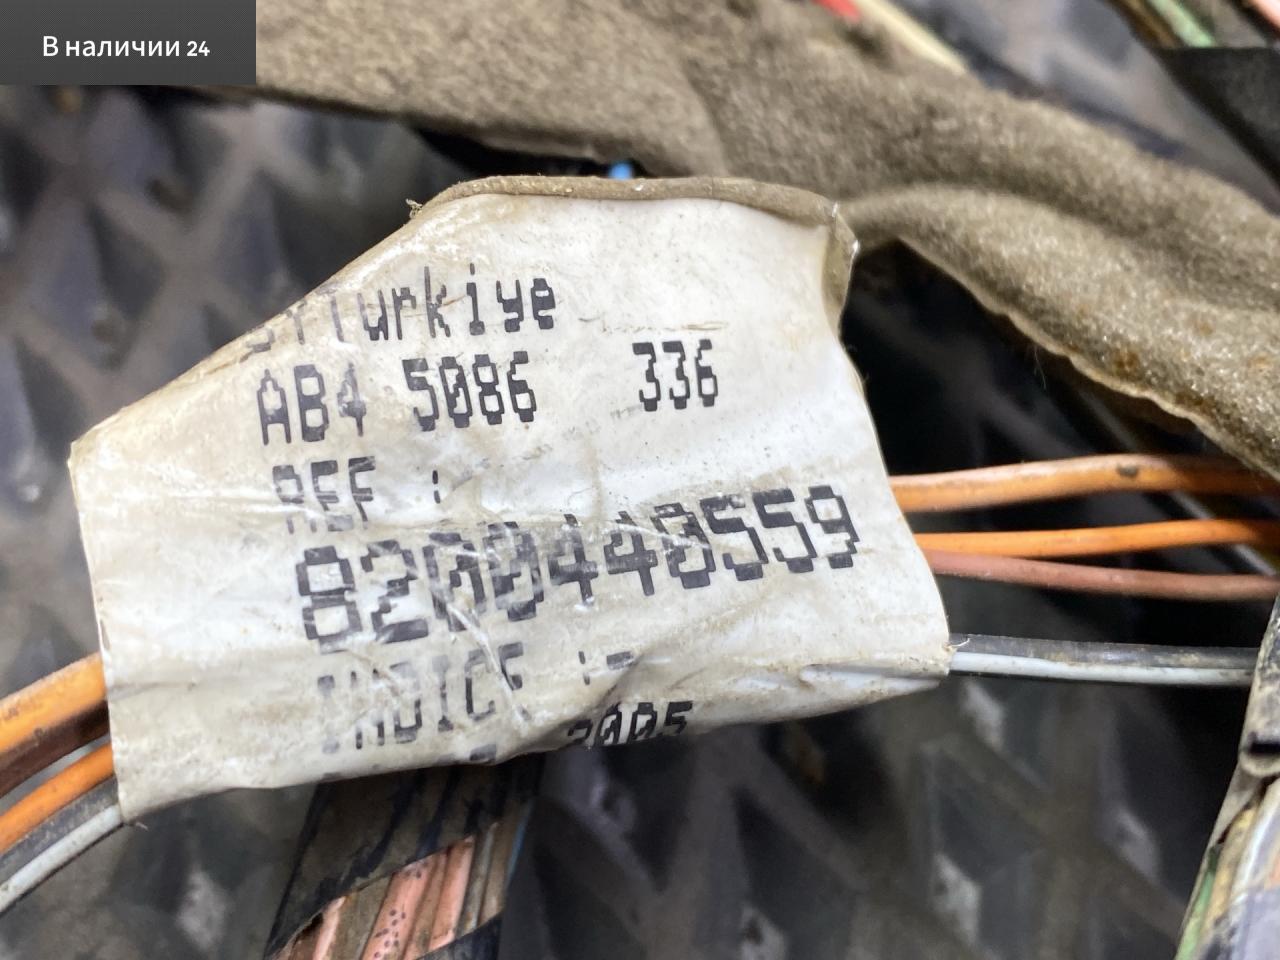 В наличии 24
Turkiye
AB4 5086 336
REF :
8200440559
INDICE :-
2005